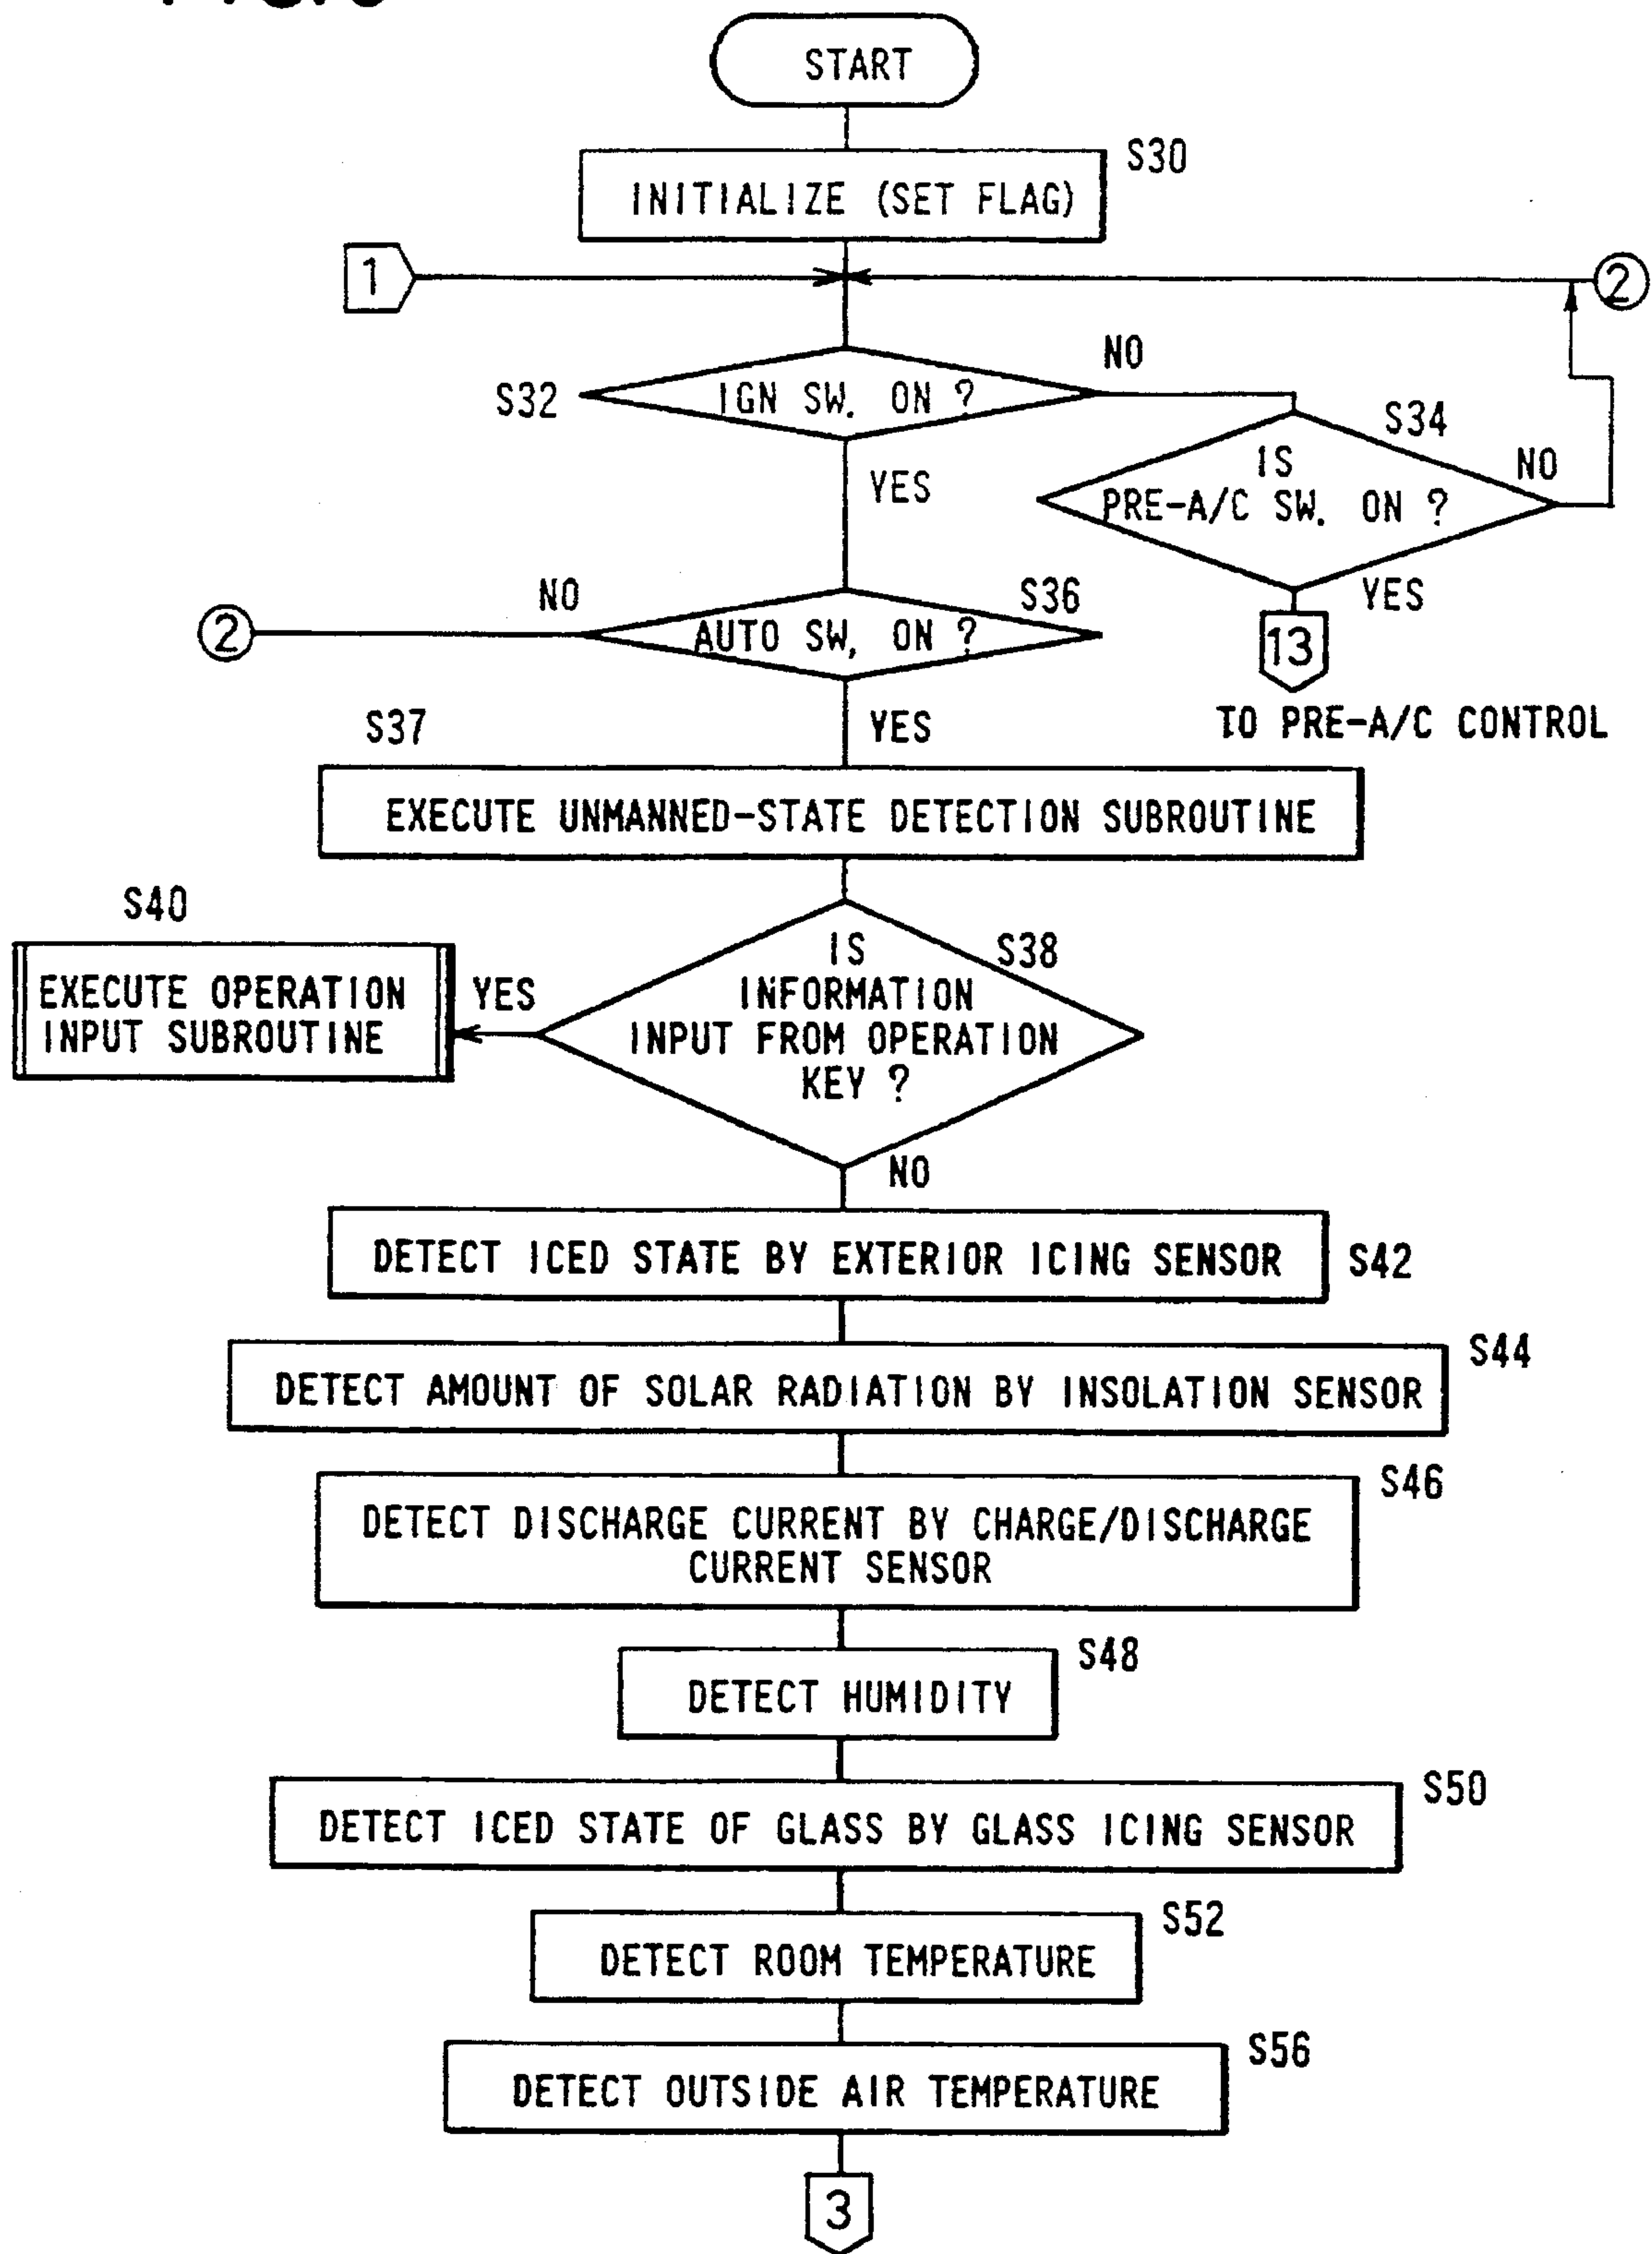 START
S30
INITIALIZE (SET FLAG)
1
2
NO
S32
IGN SW. ON ?
S34
IS
NO
PRE-A/C SW. ON ?
YES
YES
NO
S36
2
AUTO SW, ON ?
13
S37
YES
TO PRE-A/C CONTROL
EXECUTE UNMANNED-STATE DETECTION SUBROUTINE
S40
IS
S38
EXECUTE OPERATION
YES
INFORMATION
INPUT SUBROUTINE
INPUT FROM OPERATION
KEY ?
NO
DETECT ICED STATE BY EXTERIOR ICING SENSOR
S42
S44
DETECT AMOUNT OF SOLAR RADIATION BY INSOLATION SENSOR
S46
DETECT DISCHARGE CURRENT BY CHARGE/DISCHARGE
CURRENT SENSOR
S48
DETECT HUMIDITY
S50
DETECT ICED STATE OF GLASS BY GLASS ICING SENSOR
S52
DETECT ROOM TEMPERATURE
S56
DETECT OUTSIDE AIR TEMPERATURE
3